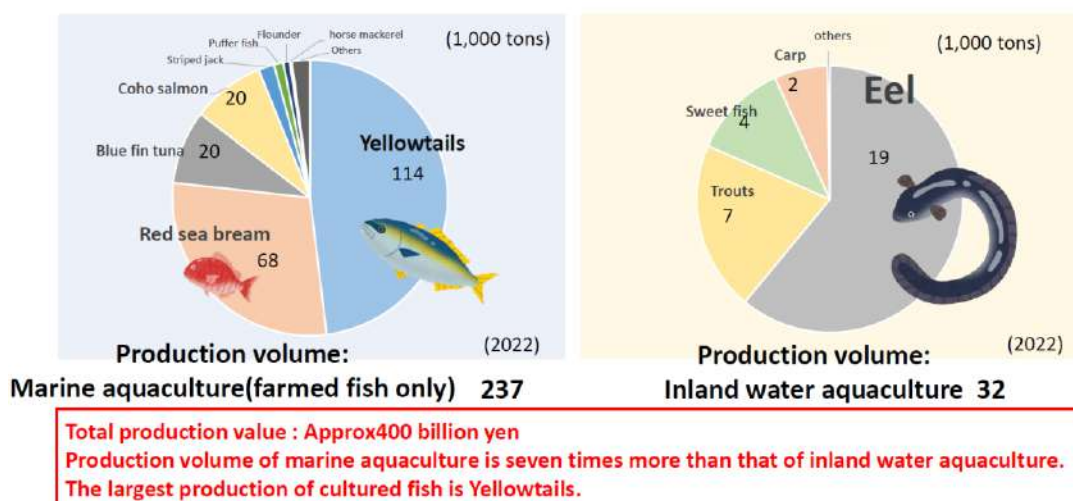 Flounder
horse mackerel
(1,000 tons)
Puffer fish
Others
Striped jack
Coho salmon
20
Blue fin tuna
20
Yellowtails
114
Red sea bream
68
(2022)
Production volume:
Marine aquaculture(farmed fish only) 237
others
(1,000 tons)
Carp
2
Eel
Sweet fish
4
19
Trouts
7
(2022)
Production volume:
Inland water aquaculture 32
Total production value : Approx400 billion yen
Production volume of marine aquaculture is seven times more than that of inland water aquaculture.
The largest production of cultured fish is Yellowtails.